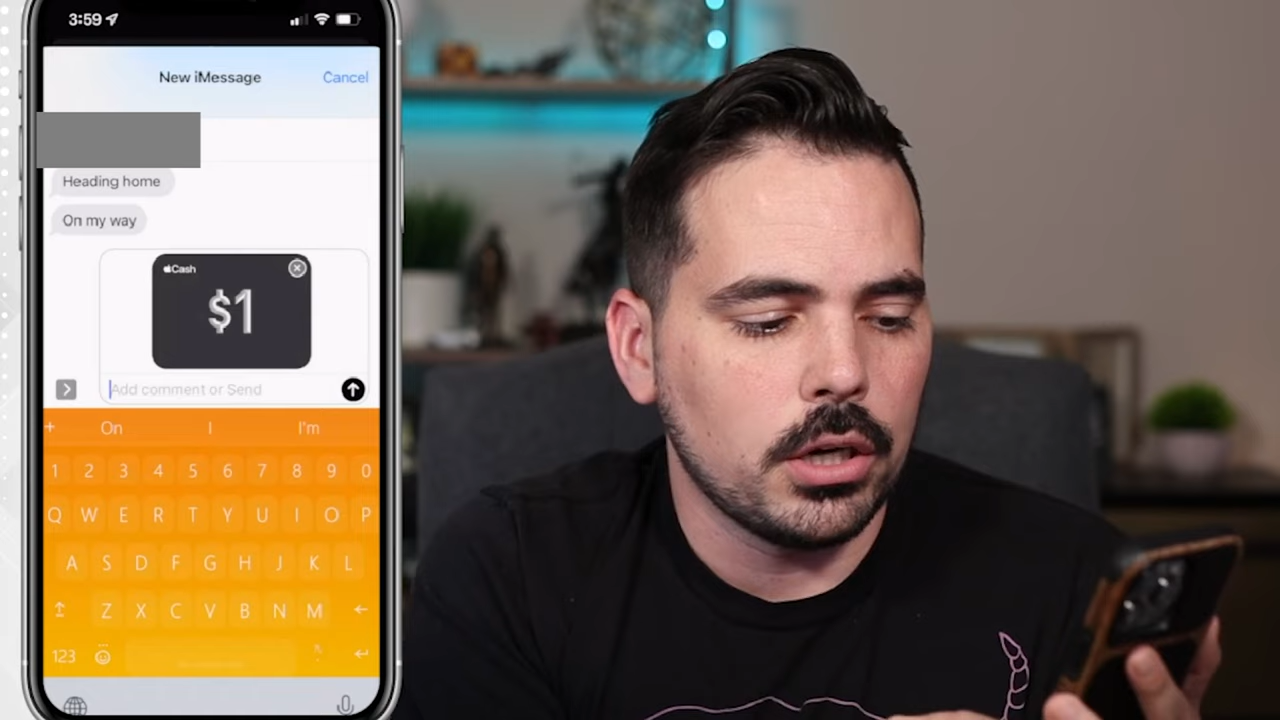 3:59
New iMessage Cancel
Heading home
On my way
Cash
$1
Add comment or Send
On I I'm
1 2 3 4 5 6 7 8 9 0
Q W E R T Y U I O P
A S D F G H J K L
Z X C V B N M
123